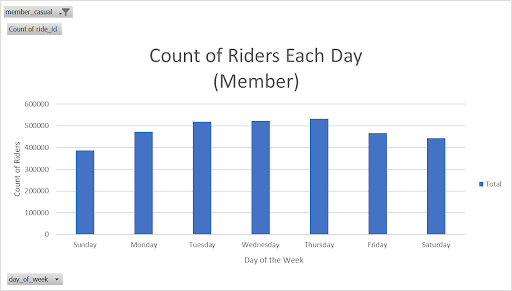 member_casual
Count of ride_id
Count of Riders Each Day
(Member)
600000
500000
400000
300000
200000
100000
0
Count of Riders
Sunday Monday Tuesday Wednesday Thursday Friday Saturday
Day of the Week
Total
day_of_week